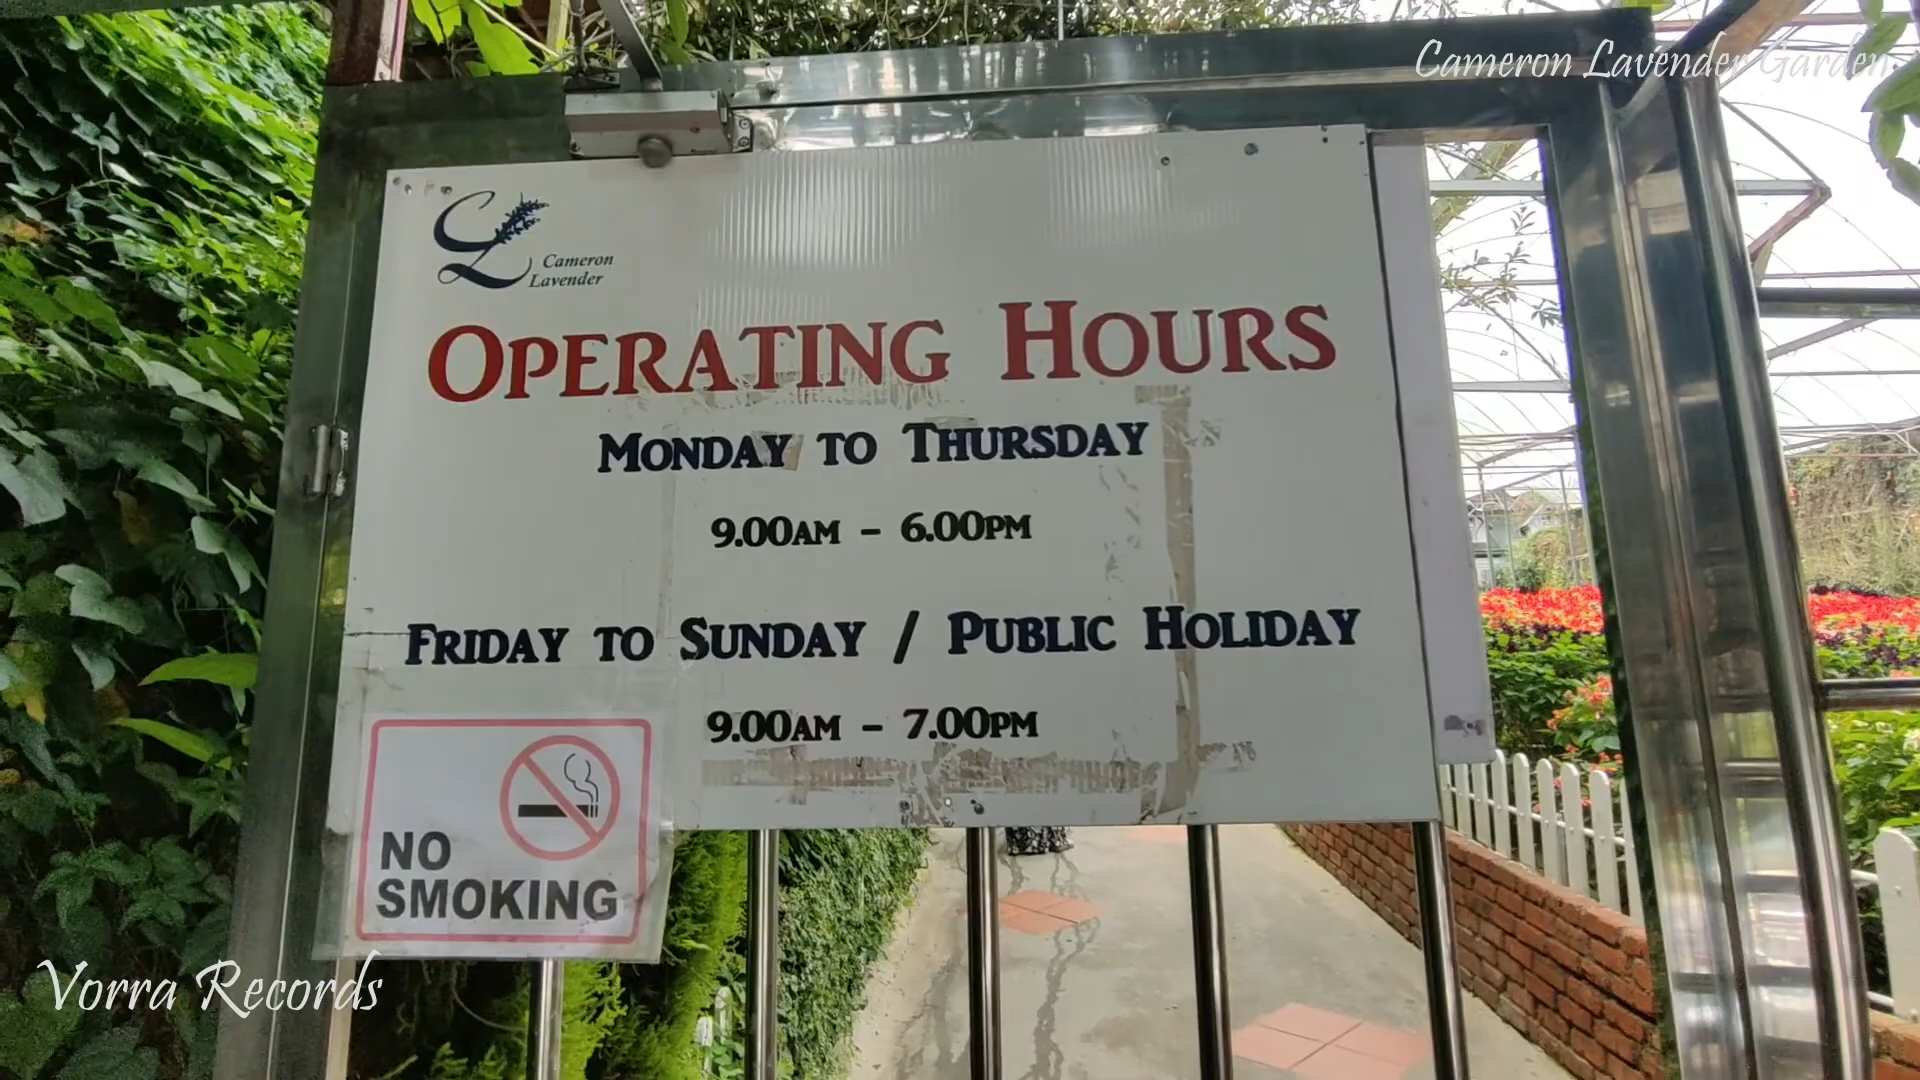 Cameron Lavender Garden
Cameron
Lavender
OPERATING HOURS
MONDAY TO THURSDAY
9.00AM - 6.00PM
FRIDAY TO SUNDAY / PUBLIC HOLIDAY
9.00AM - 7.00PM
NO
SMOKING
Vorra Records